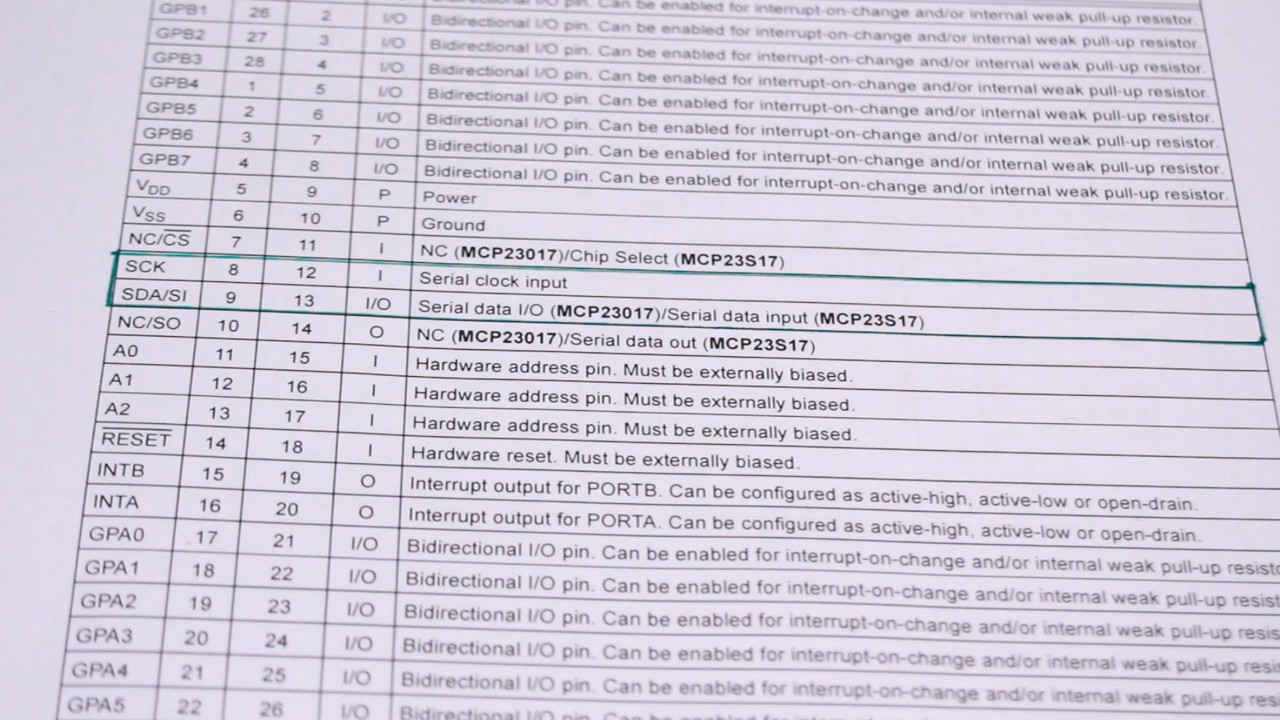 GPB1 26 2 I/O Bidirectional I/O pin. Can be enabled for interrupt-on-change and/or internal weak pull-up resistor.
GPB2 27 3 I/O Bidirectional I/O pin. Can be enabled for interrupt-on-change and/or internal weak pull-up resistor.
GPB3 28 4 I/O Bidirectional I/O pin. Can be enabled for interrupt-on-change and/or internal weak pull-up resistor.
GPB4 1 5 I/O Bidirectional I/O pin. Can be enabled for interrupt-on-change and/or internal weak pull-up resistor.
GPB5 2 6 I/O Bidirectional I/O pin. Can be enabled for interrupt-on-change and/or internal weak pull-up resistor.
GPB6 3 7 I/O Bidirectional I/O pin. Can be enabled for interrupt-on-change and/or internal weak pull-up resistor.
GPB7 4 8 I/O Bidirectional I/O pin. Can be enabled for interrupt-on-change and/or internal weak pull-up resistor.
VDD 5 9 P Power
VSS 6 10 P Ground
NC/CS 7 11 I NC (MCP23017)/Chip Select (MCP23S17)
SCK 8 12 I Serial clock input
SDA/SI 9 13 I/O Serial data I/O (MCP23017)/Serial data input (MCP23S17)
NC/SO 10 14 O NC (MCP23017)/Serial data out (MCP23S17)
A0 11 15 I Hardware address pin. Must be externally biased.
A1 12 16 I Hardware address pin. Must be externally biased.
A2 13 17 I Hardware address pin. Must be externally biased.
RESET 14 18 I Hardware reset. Must be externally biased.
INTB 15 19 O Interrupt output for PORTB. Can be configured as active-high, active-low or open-drain.
INTA 16 20 O Interrupt output for PORTA. Can be configured as active-high, active-low or open-drain.
GPA0 17 21 I/O Bidirectional I/O pin. Can be enabled for interrupt-on-change and/or internal weak pull-up
GPA1 18 22 I/O Bidirectional I/O pin. Can be enabled for interrupt-on-change and/or internal weak pull-up
GPA2 19 23 I/O Bidirectional I/O pin. Can be enabled for interrupt-on-change and/or internal weak pull-up
GPA3 20 24 I/O Bidirectional I/O pin. Can be enabled for interrupt-on-change and/or internal weak pull-up
GPA4 21 25 I/O Bidirectional I/O pin. Can be enabled for interrupt-on-change and/or internal weak pull-up
GPA5 22 26 I/O Bidirectional I/O pin. Can be enabled for interrupt-on-change and/or internal weak pull-up